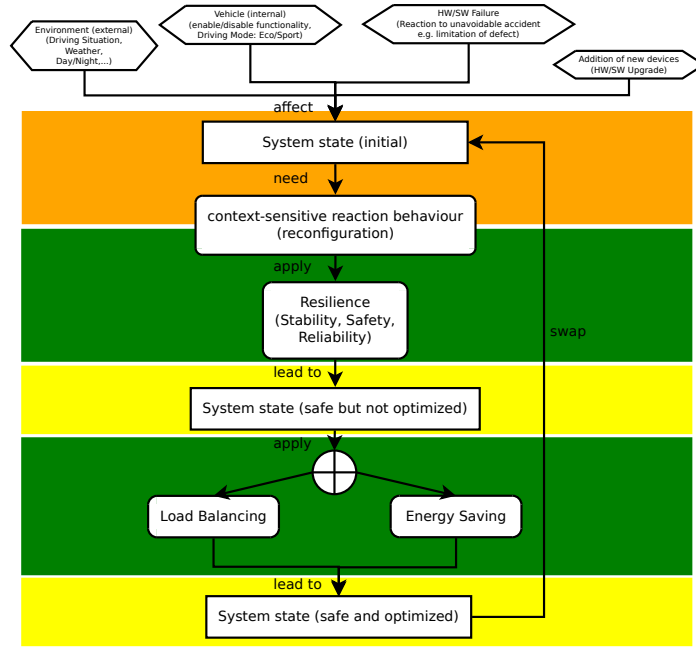 Environment (external)
(Driving Situation,
Weather,
Day/Night,...)
Vehicle (internal)
(enable/disable functionality,
Driving Mode: Eco/Sport)
HW/SW Failure
(Reaction to unavoidable accident
e.g. limitation of defect)
Addition of new devices
(HW/SW Upgrade)
affect
System state (initial)
need
context-sensitive reaction behaviour
(reconfiguration)
apply
Resilience
(Stability, Safety,
Reliability)
swap
lead to
System state (safe but not optimized)
apply
Load Balancing
Energy Saving
lead to
System state (safe and optimized)